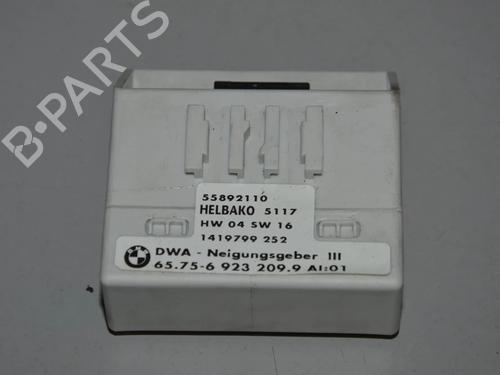 B-PARTS
55892110
HELBAKO 5117
HW 04 SW 16
1419799 252
BMW
DWA - Neigungsgeber III
65.75-6 923 209.9 AI:01